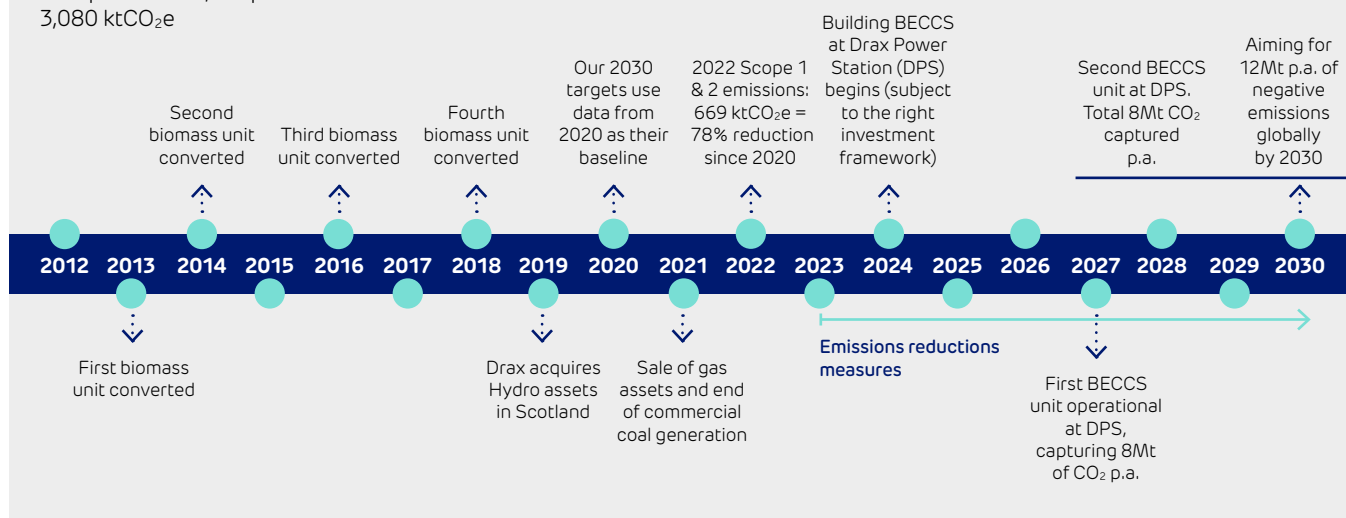 3,080 ktCO₂e
Second
biomass unit
converted
Third biomass
unit converted
Fourth
biomass unit
converted
Our 2030
targets use
data from
2020 as their
baseline
2022 Scope 1
& 2 emissions:
669 ktCO₂e =
78% reduction
since 2020
Building BECCS
at Drax Power
Station (DPS)
begins (subject
to the right
investment
framework)
Second BECCS
unit at DPS.
Total 8Mt CO₂
captured
p.a.
Aiming for
12Mt p.a. of
negative
emissions
globally
by 2030
2012 2013 2014 2015 2016 2017 2018 2019 2020 2021 2022 2023 2024 2025 2026 2027 2028 2029 2030
First biomass
unit converted
Drax acquires
Hydro assets
in Scotland
Sale of gas
assets and end
of commercial
coal generation
Emissions reductions
measures
First BECCS
unit operational
at DPS,
capturing 8Mt
of CO₂ p.a.